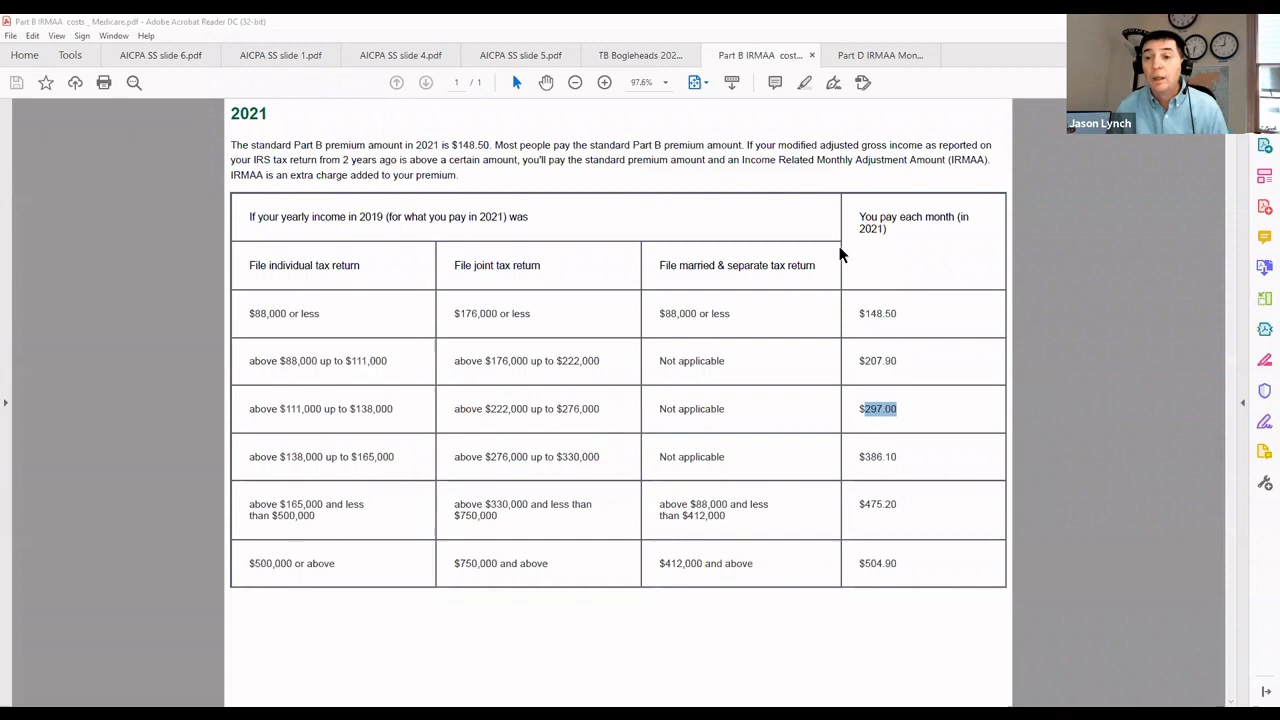 Part B IRMAA costs _ Medicare.pdf - Adobe Acrobat Reader DC (32-bit)
File Edit View Sign Window Help
Home Tools AICPA SS slide 6.pdf AICPA SS slide 1.pdf AICPA SS slide 4.pdf AICPA SS slide 5.pdf TB Bogleheads 202... Part B IRMAA cost... × Part D IRMAA Mon...
1 / 1 97.6%
Jason Lynch
2021
The standard Part B premium amount in 2021 is $148.50. Most people pay the standard Part B premium amount. If your modified adjusted gross income as reported on
your IRS tax return from 2 years ago is above a certain amount, you'll pay the standard premium amount and an Income Related Monthly Adjustment Amount (IRMAA).
IRMAA is an extra charge added to your premium.
If your yearly income in 2019 (for what you pay in 2021) was
You pay each month (in
2021)
File individual tax return File joint tax return File married & separate tax return
$88,000 or less $176,000 or less $88,000 or less $148.50
above $88,000 up to $111,000 above $176,000 up to $222,000 Not applicable $207.90
above $111,000 up to $138,000 above $222,000 up to $276,000 Not applicable $297.00
above $138,000 up to $165,000 above $276,000 up to $330,000 Not applicable $386.10
above $165,000 and less
than $500,000
above $330,000 and less than
$750,000
above $88,000 and less
than $412,000
$475.20
$500,000 or above $750,000 and above $412,000 and above $504.90